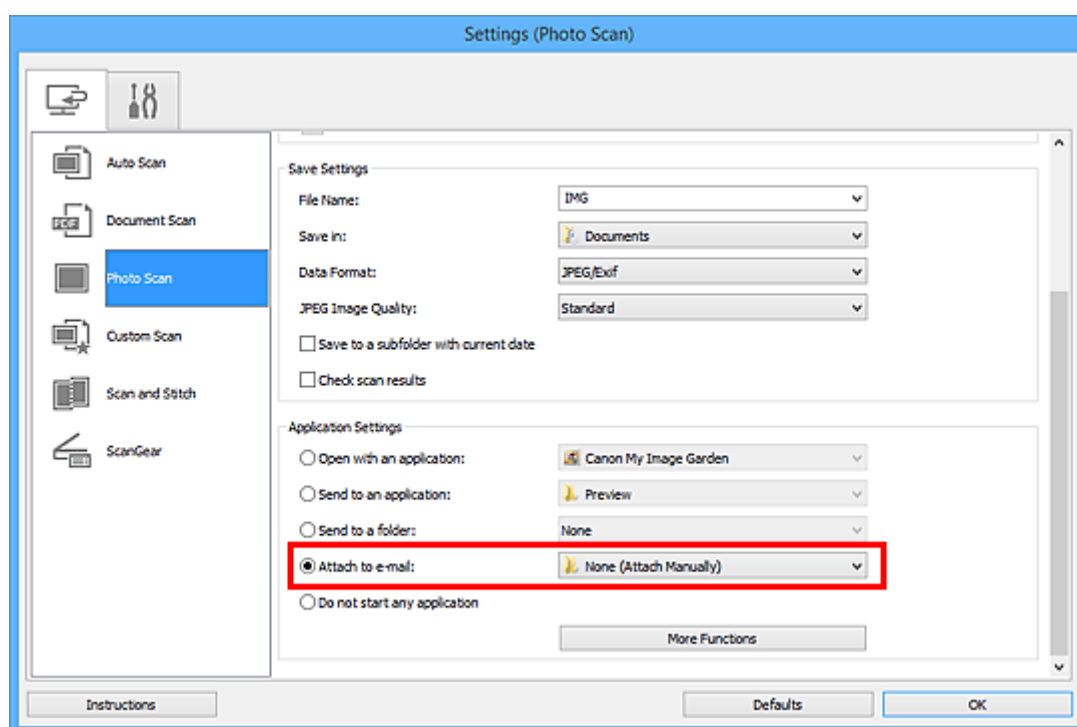 Settings (Photo Scan)
Auto Scan
Document Scan
Photo Scan
Custom Scan
Scan and Stitch
ScanGear
Save Settings
File Name: IMG
Save in: Documents
Data Format: JPEG/Exif
JPEG Image Quality: Standard
Save to a subfolder with current date
Check scan results
Application Settings
Open with an application: Canon My Image Garden
Send to an application: Preview
Send to a folder: None
Attach to e-mail: None (Attach Manually)
Do not start any application
More Functions
Instructions Defaults OK